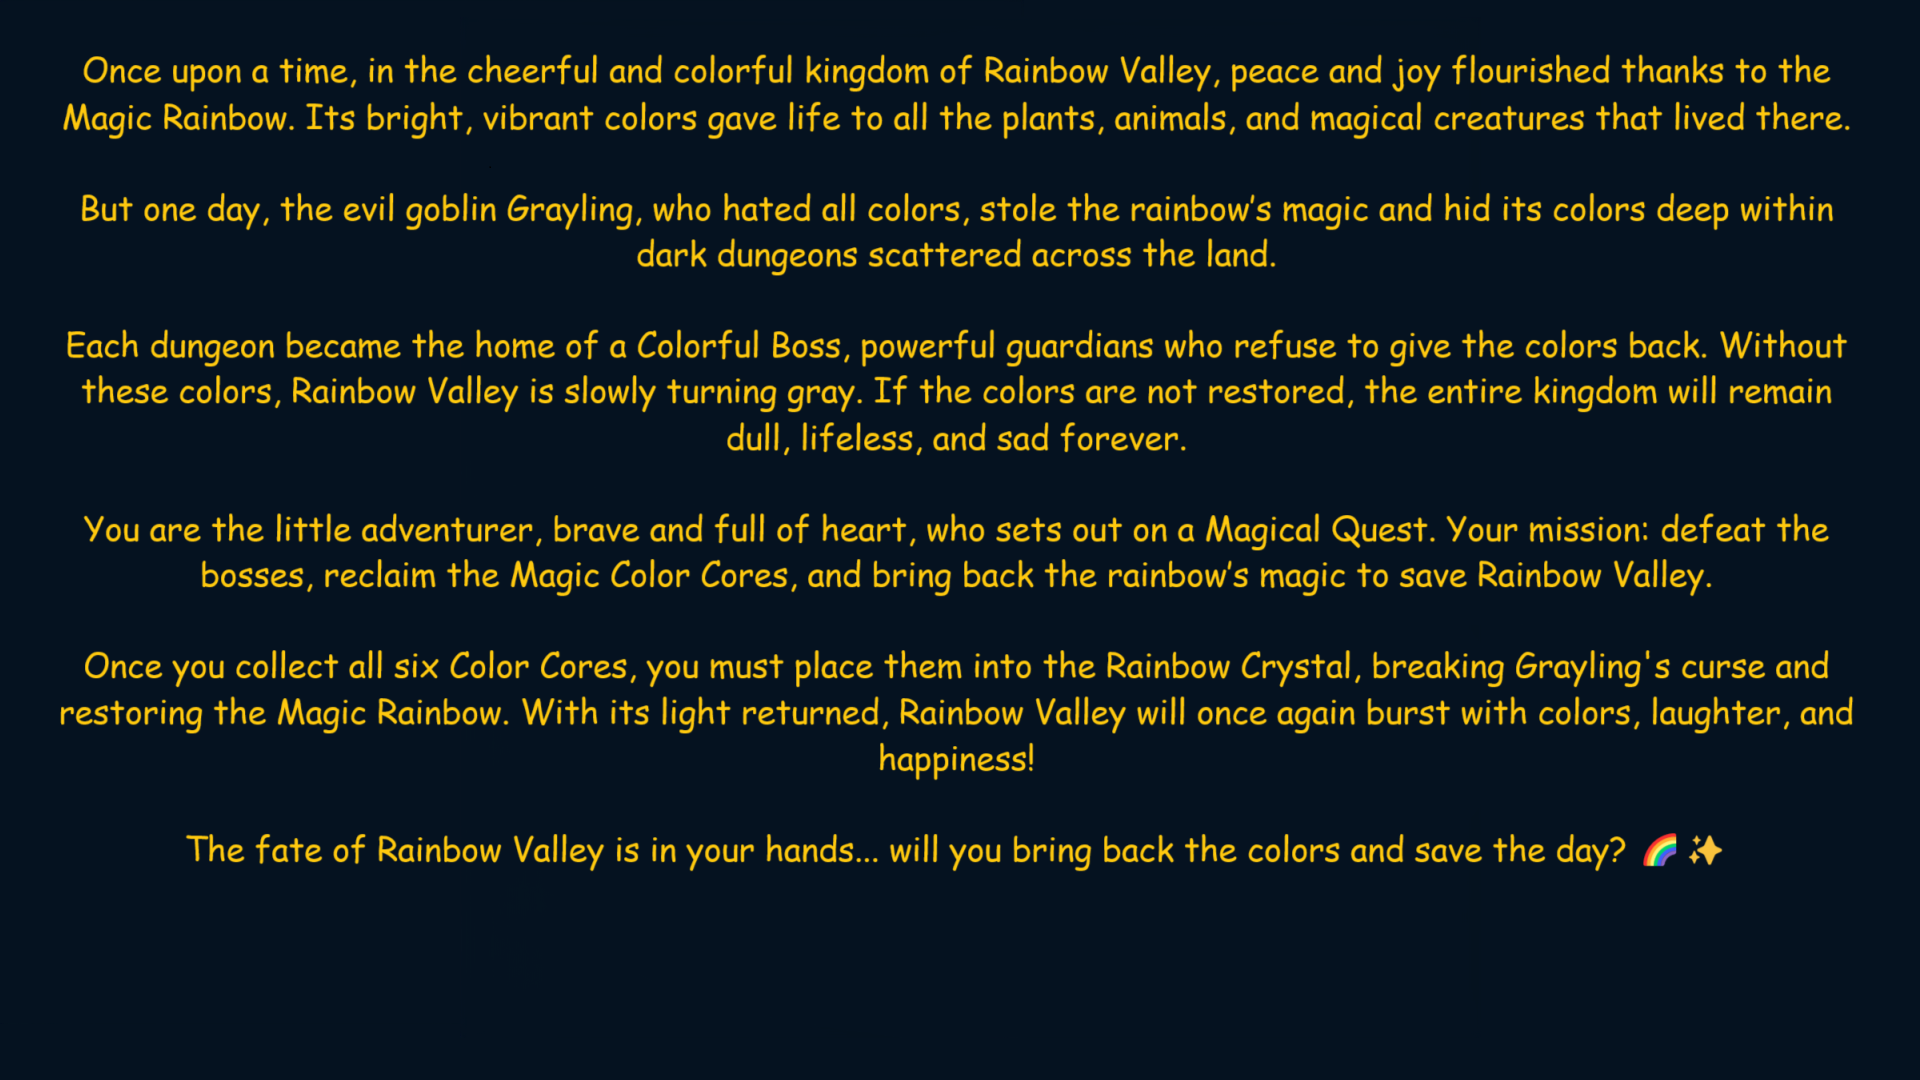 Once upon a time, in the cheerful and colorful kingdom of Rainbow Valley, peace and joy flourished thanks to the
Magic Rainbow. Its bright, vibrant colors gave life to all the plants, animals, and magical creatures that lived there.
But one day, the evil goblin Grayling, who hated all colors, stole the rainbow’s magic and hid its colors deep within
dark dungeons scattered across the land.
Each dungeon became the home of a Colorful Boss, powerful guardians who refuse to give the colors back. Without
these colors, Rainbow Valley is slowly turning gray. If the colors are not restored, the entire kingdom will remain
dull, lifeless, and sad forever.
You are the little adventurer, brave and full of heart, who sets out on a Magical Quest. Your mission: defeat the
bosses, reclaim the Magic Color Cores, and bring back the rainbow’s magic to save Rainbow Valley.
Once you collect all six Color Cores, you must place them into the Rainbow Crystal, breaking Grayling's curse and
restoring the Magic Rainbow. With its light returned, Rainbow Valley will once again burst with colors, laughter, and
happiness!
The fate of Rainbow Valley is in your hands... will you bring back the colors and save the day? 🌈 ✨